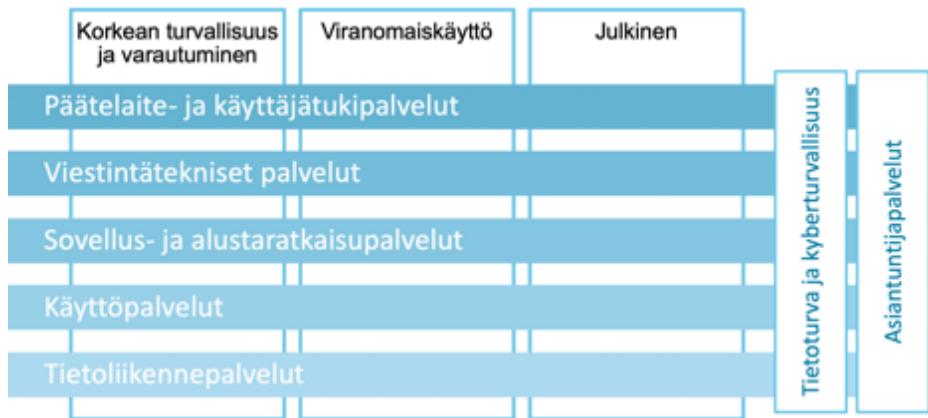 Korkean turvallisuus
ja varautuminen
Viranomaiskäyttö
Julkinen
Päätelaite- ja käyttäjätukipalvelut
Viestintätekniset palvelut
Sovellus- ja alustaratkaisupalvelut
Käyttöpalvelut
Tietoliikennepalvelut
Tietoturva ja kyberturvallisuus
Asiantuntijapalvelut